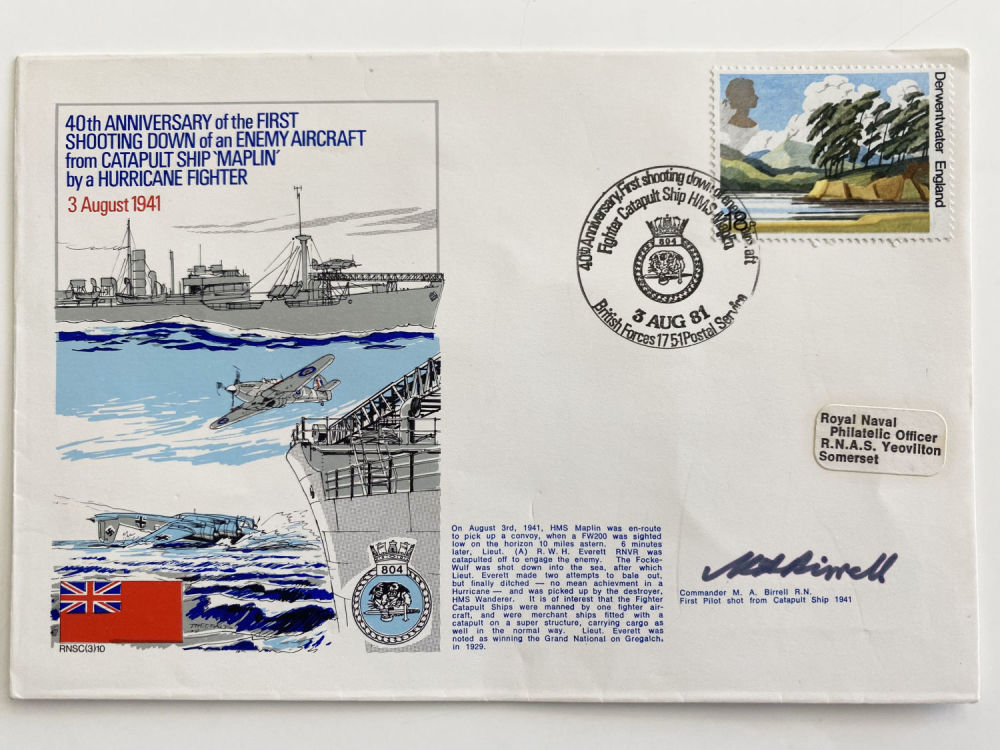 40th ANNIVERSARY of the FIRST
SHOOTING DOWN of an ENEMY AIRCRAFT
from CATAPULT SHIP 'MAPLIN'
by a HURRICANE FIGHTER
3 August 1941
Derwentwater England
18
40th Anniversary First shooting down of enemy aircraft
Fighter Catapult Ship HMS Maplin
804
3 AUG 81
British Forces 1751 Postal Service
Royal Naval
Philatelic Officer
R.N.A.S. Yeovilton
Somerset
On August 3rd, 1941, HMS Maplin was en-route
to pick up a convoy, when a FW200 was sighted
low on the horizon 10 miles astern. 6 minutes
later, Lieut. (A) R. W. H. Everett RNVR was
catapulted off to engage the enemy. The Focke-
Wulf was shot down into the sea, after which
Lieut. Everett made two attempts to bale out,
but finally ditched — no mean achievment in a
Hurricane — and was picked up by the destroyer,
HMS Wanderer. It is of interest that the Fighter
Catapult Ships were manned by one fighter air-
craft, and were merchant ships fitted with a
catapult on a super structure, carrying cargo as
well in the normal way. Lieut. Everett was
noted as winning the Grand National on Gregalch,
in 1929.
MABirrell
Commander M. A. Birrell R.N.
First Pilot shot from Catapult Ship 1941
804
RNSC(3)10